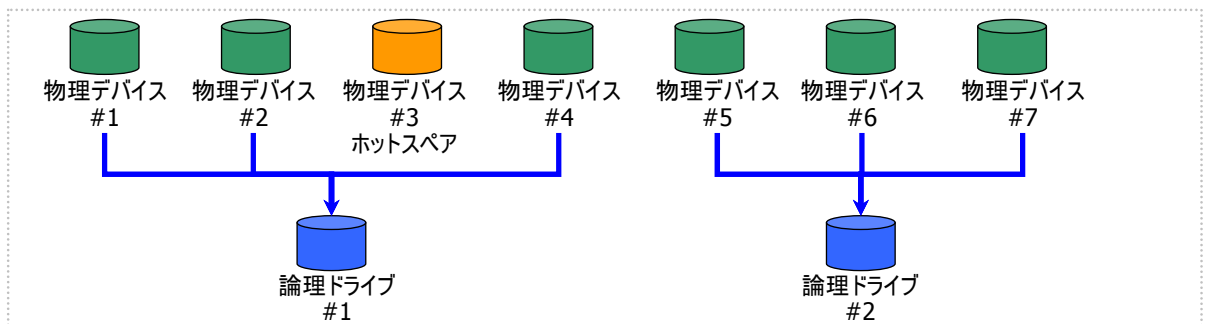 物理デバイス
#1
物理デバイス
#2
物理デバイス
#3
ホットスペア
物理デバイス
#4
物理デバイス
#5
物理デバイス
#6
物理デバイス
#7
論理ドライブ
#1
論理ドライブ
#2